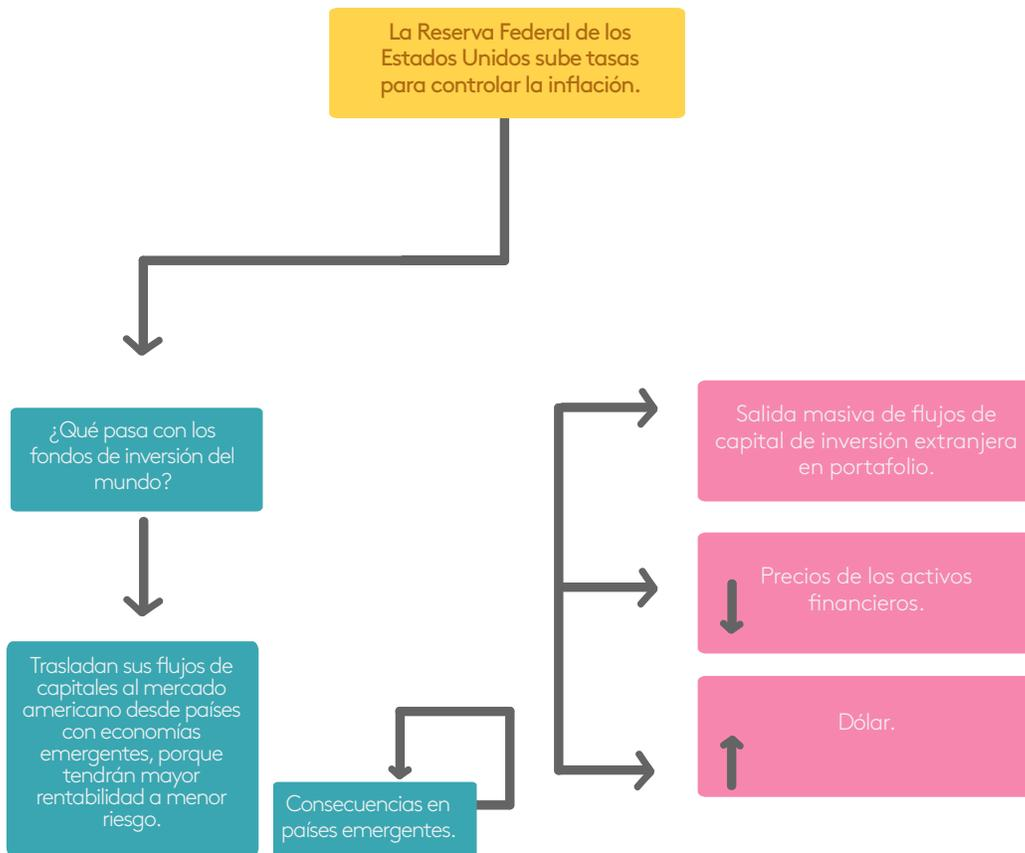 La Reserva Federal de los
Estados Unidos sube tasas
para controlar la inflación.
¿Qué pasa con los
fondos de inversión del
mundo?
Trasladan sus flujos de
capitales al mercado
americano desde países
con economías
emergentes, porque
tendrán mayor
rentabilidad a menor
riesgo.
Consecuencias en
países emergentes.
Salida masiva de flujos de
capital de inversión extranjera
en portafolio.
Precios de los activos
financieros.
Dólar.